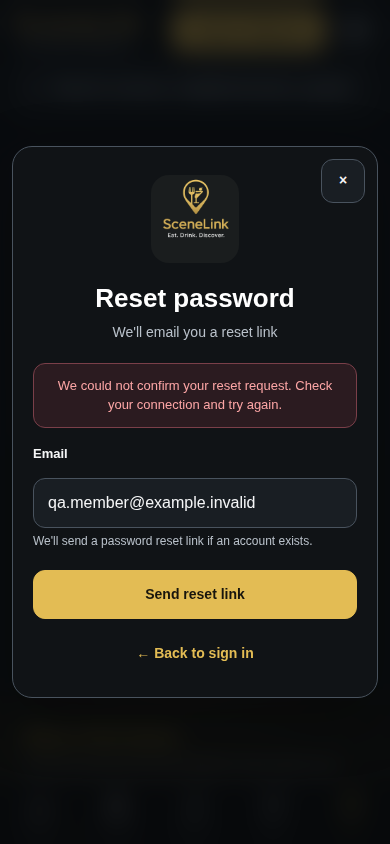 ×
SceneLink
Eat. Drink. Discover.
Reset password
We'll email you a reset link
We could not confirm your reset request. Check
your connection and try again.
Email
qa.member@example.invalid
We'll send a password reset link if an account exists.
Send reset link
← Back to sign in